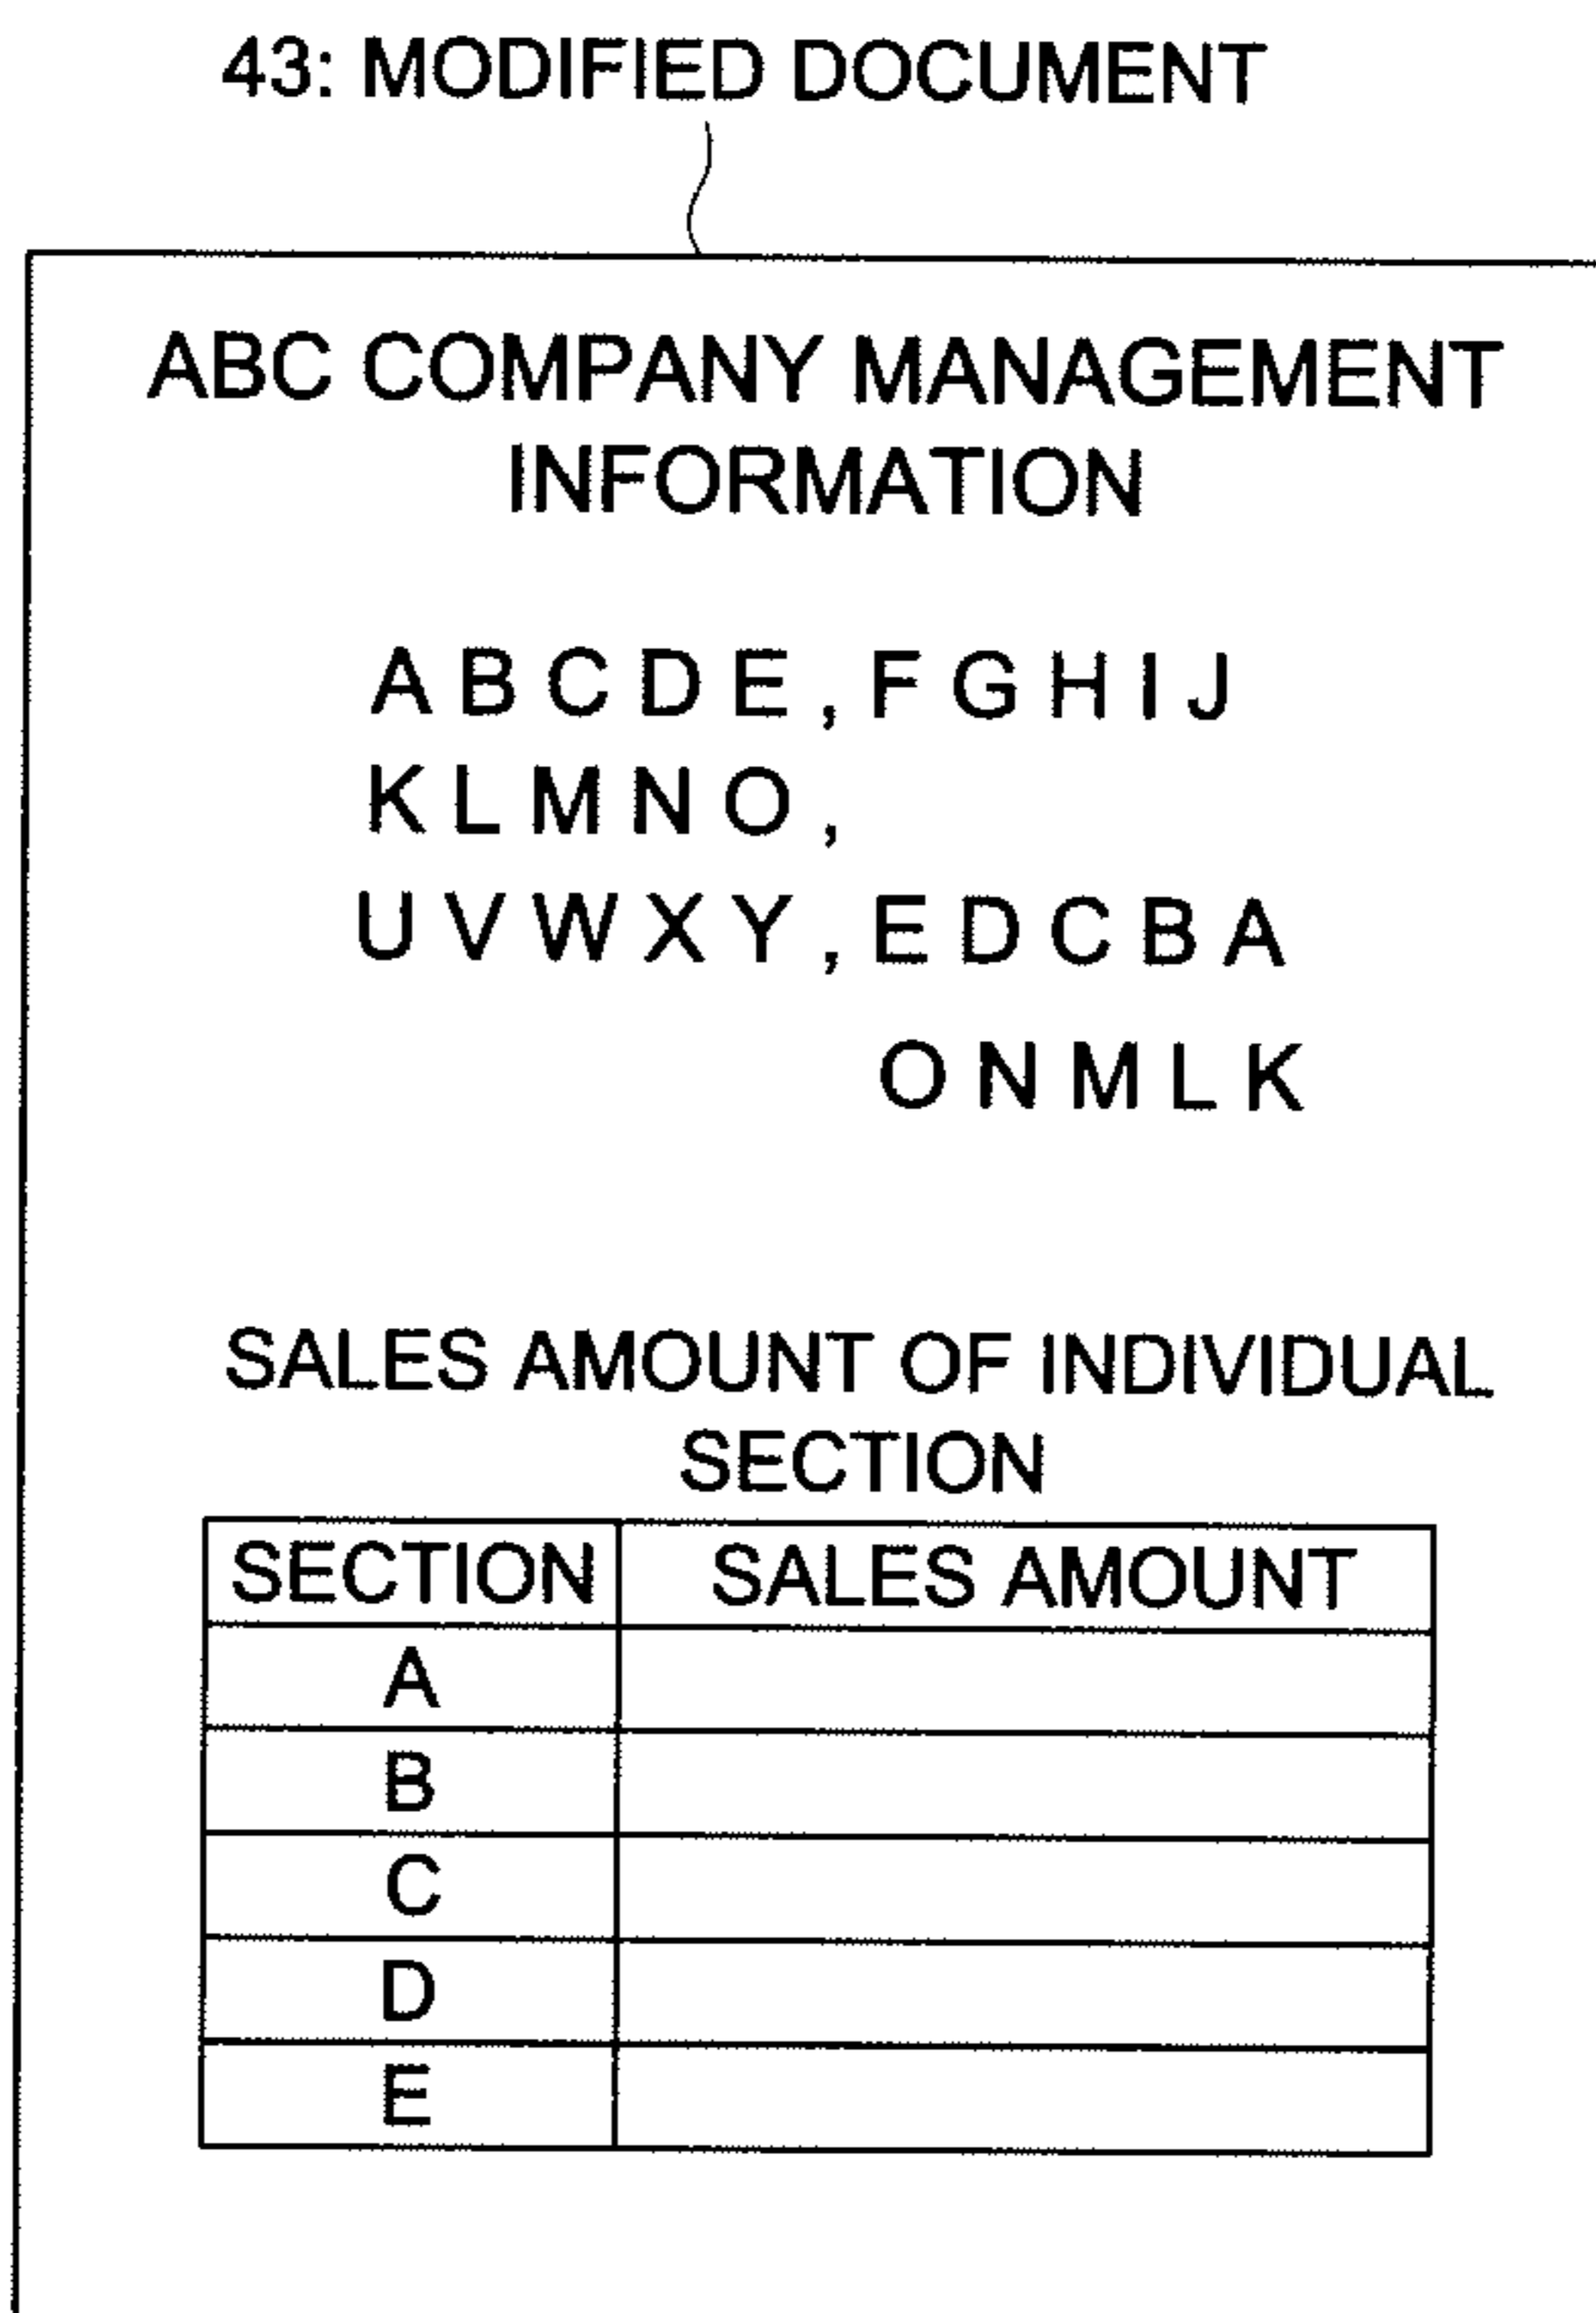 43: MODIFIED DOCUMENT
ABC COMPANY MANAGEMENT
INFORMATION
A B C D E , F G H I J
K L M N O ,
U V W X Y , E D C B A
O N M L K
SALES AMOUNT OF INDIVIDUAL
SECTION
SECTION SALES AMOUNT
A
B
C
D
E